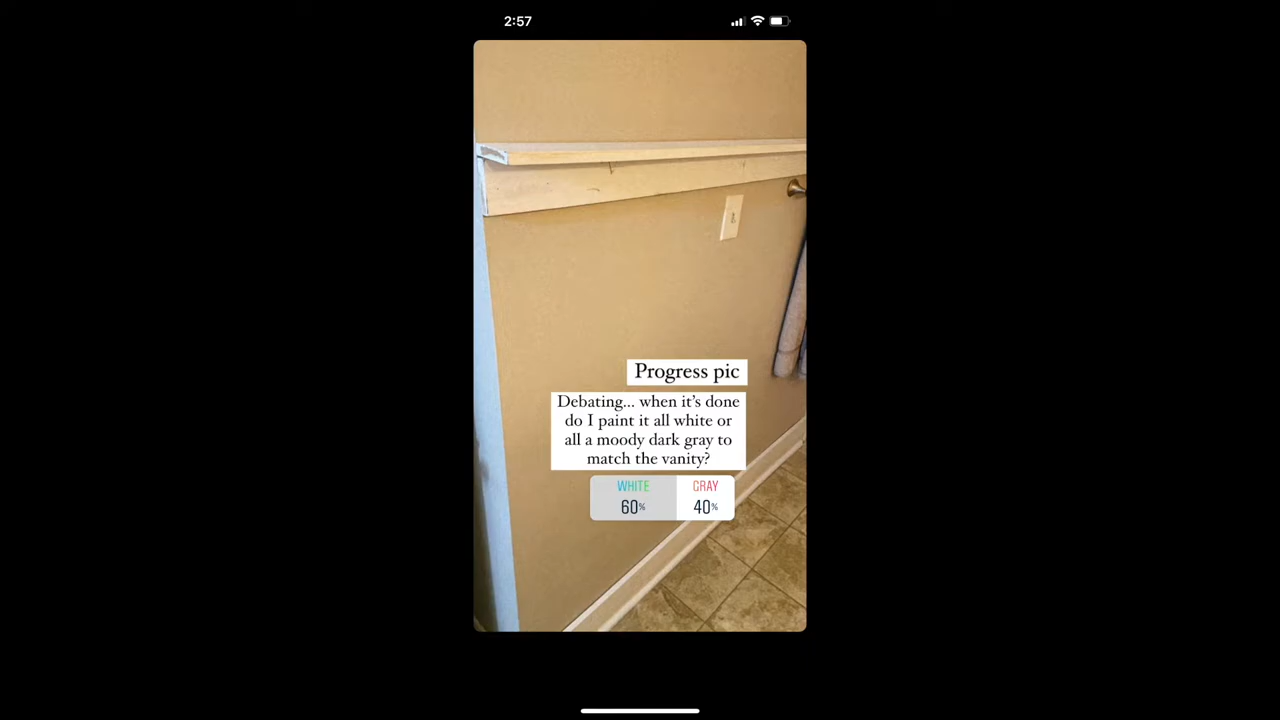 2:57
Progress pic
Debating... when it's done
do I paint it all white or
all a moody dark gray to
match the vanity?
WHITE GRAY
60% 40%